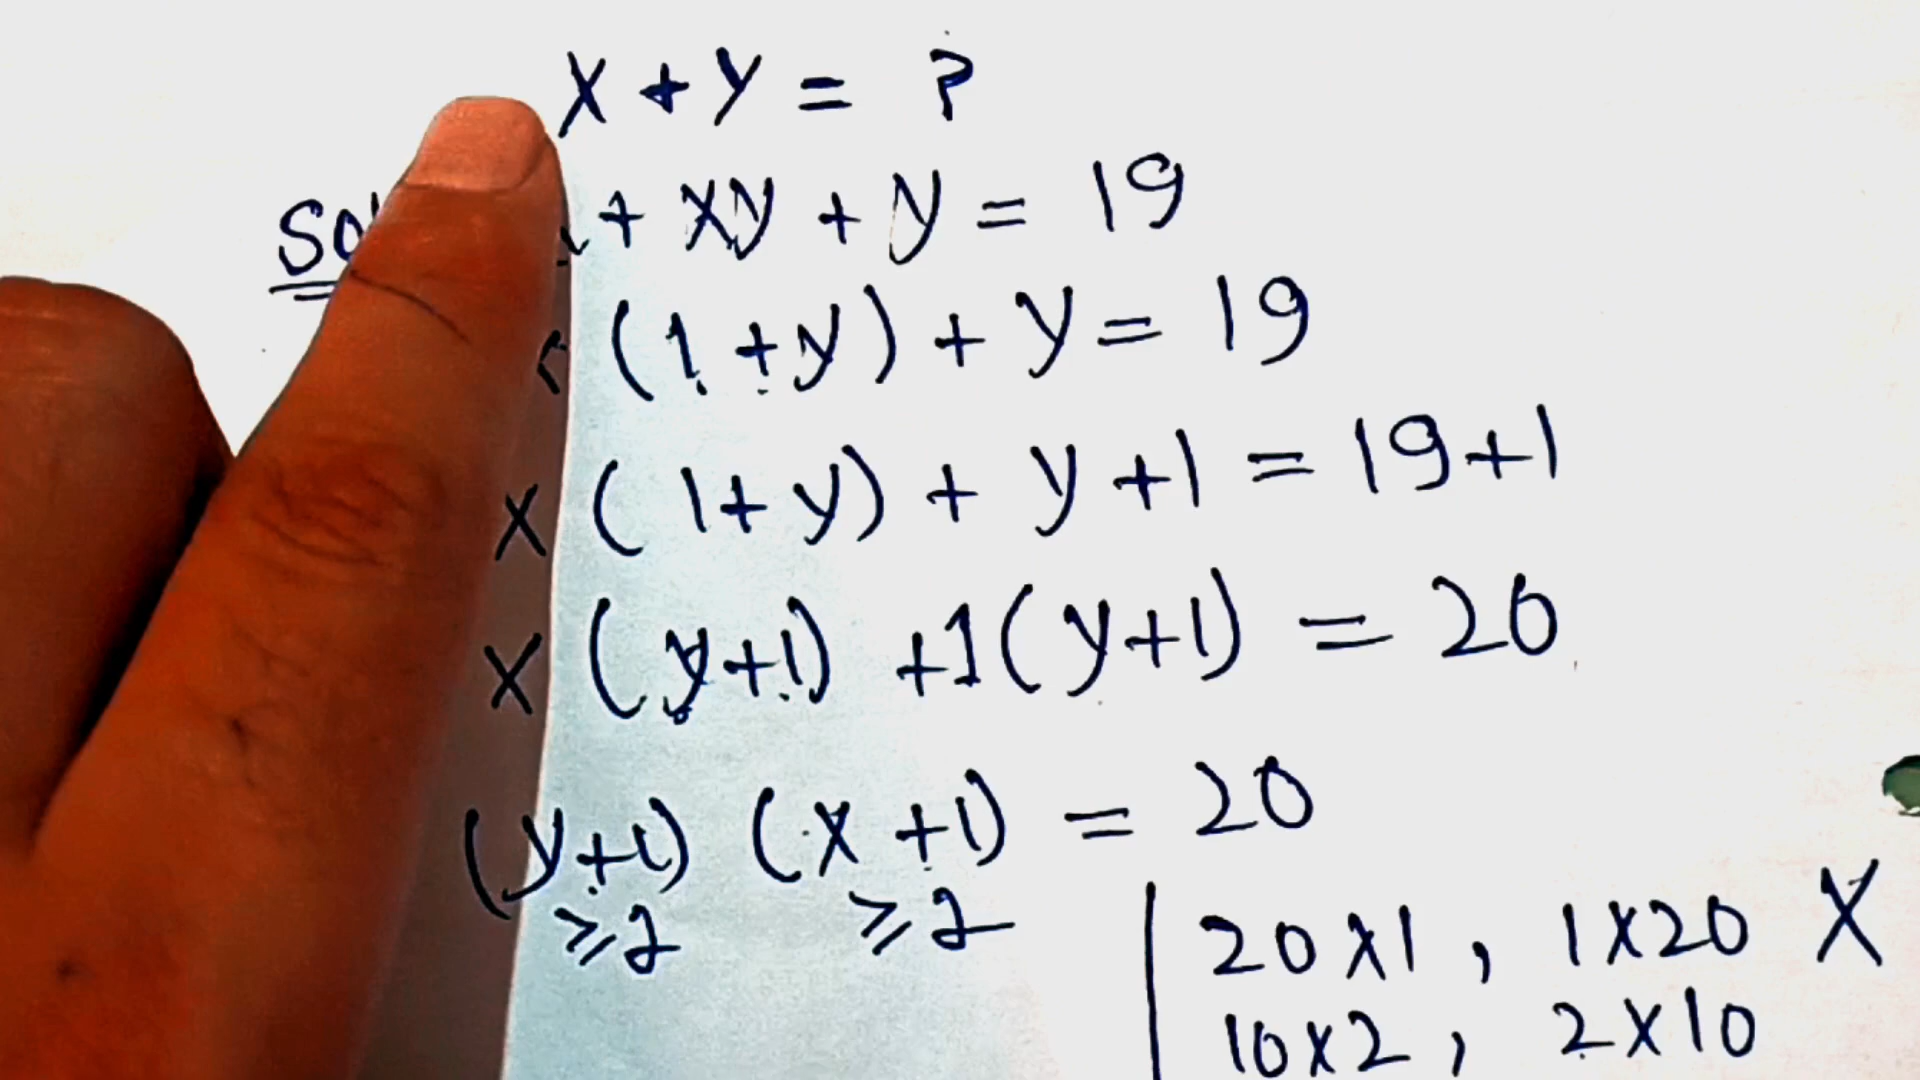 x + y = ?
+ xy + y = 19
(1 + y) + y = 19
x (1 + y) + y + 1 = 19 + 1
x (y+1) + 1 (y+1) = 20
(y+1) (x+1) = 20
≥2 ≥2
20 x 1 , 1 x 20 X
10 x 2 , 2 x 10